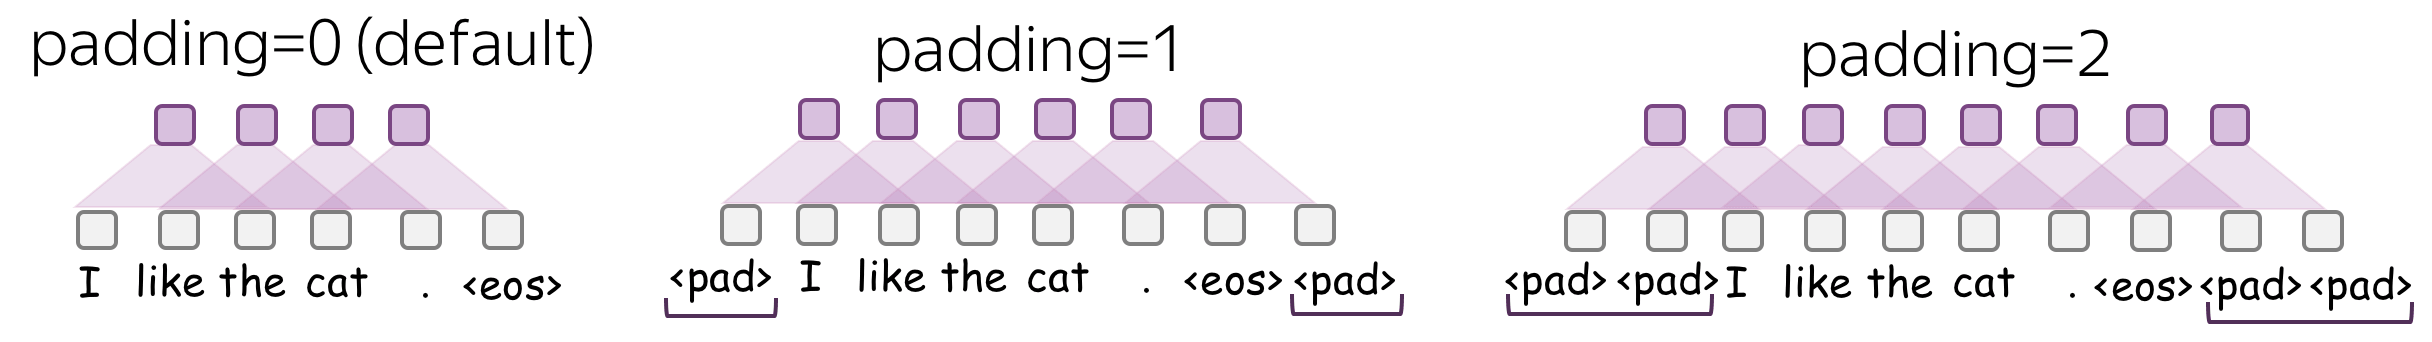 padding=0 (default)
I like the cat . <eos>
padding=1
<pad> I like the cat . <eos> <pad>
padding=2
<pad> <pad> I like the cat . <eos> <pad> <pad>